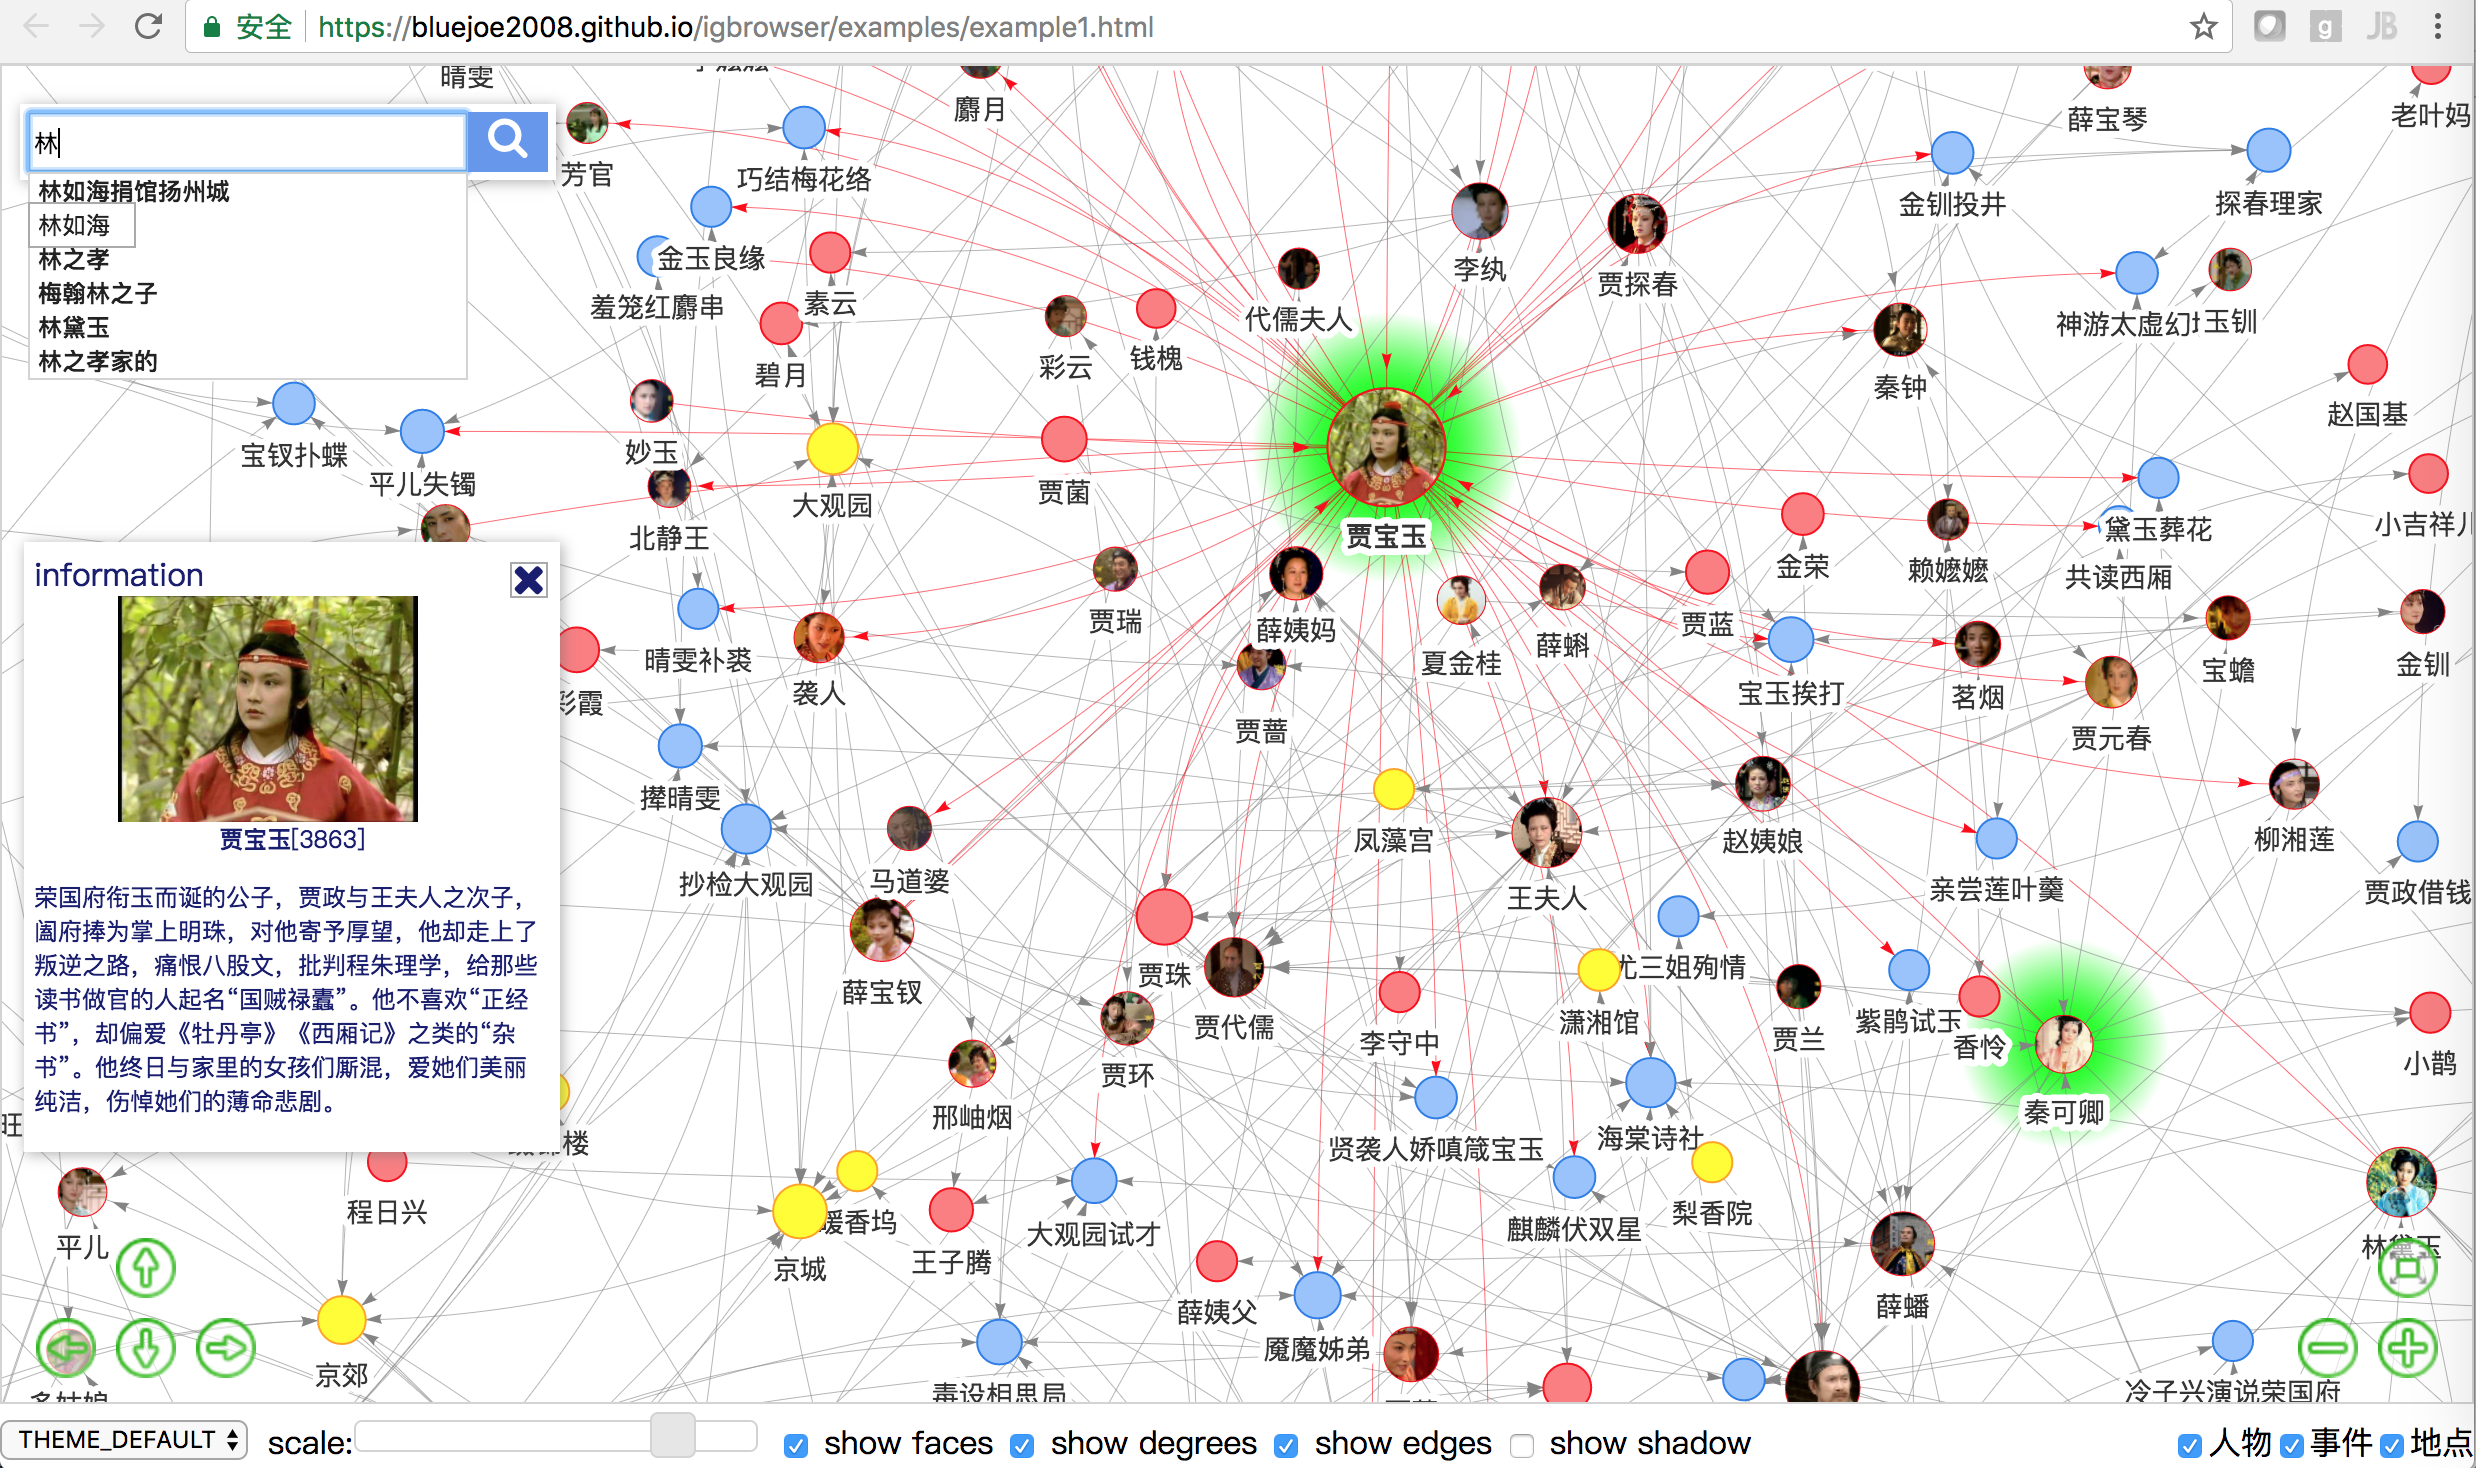 安全 https://bluejoe2008.github.io/igbrowser/examples/example1.html
g
JB
晴雯
麝月
薛宝琴
老叶妈
林
芳官
巧结梅花络
金钏投井
探春理家
林如海捐馆扬州城
林如海
林之孝
梅翰林之子
林黛玉
林之孝家的
金玉良缘
羞笼红麝串
素云
李纨
贾探春
代儒夫人
神游太虚幻
玉钏
碧月
彩云
钱槐
秦钟
赵国基
宝钗扑蝶
平儿失镯
妙玉
大观园
贾菌
北静王
贾宝玉
黛玉葬花
小吉祥儿
金荣
赖嬷嬷
共读西厢
贾瑞
薛姨妈
贾蓝
薛蝌
夏金桂
晴雯补裘
袭人
彩霞
宝玉挨打
茗烟
宝蟾
金钏
贾元春
贾蔷
撵晴雯
凤藻宫
赵姨娘
柳湘莲
抄检大观园
马道婆
王夫人
亲尝莲叶羹
贾政借钱
information
贾宝玉[3863]
荣国府衔玉而诞的公子，贾政与王夫人之次子，
阖府捧为掌上明珠，对他寄予厚望，他却走上了
叛逆之路，痛恨八股文，批判程朱理学，给那些
读书做官的人起名“国贼禄蠹”。他不喜欢“正经
书”，却偏爱《牡丹亭》《西厢记》之类的“杂
书”。他终日与家里的女孩们厮混，爱她们美丽
纯洁，伤悼她们的薄命悲剧。
薛宝钗
贾珠
尤三姐殉情
贾代儒
李守中
潇湘馆
贾兰
紫鹃试玉
香怜
小鹊
贾环
邢岫烟
秦可卿
贤袭人娇嗔箴宝玉
海棠诗社
旺
楼
程日兴
平儿
暖香坞
京城
王子腾
大观园试才
麒麟伏双星
梨香院
林黛玉
薛姨父
薛蟠
京郊
魇魔姊弟
毒设相思局
冷子兴演说荣国府
多姑娘
THEME_DEFAULT
scale:
show faces
show degrees
show edges
show shadow
人物
事件
地点